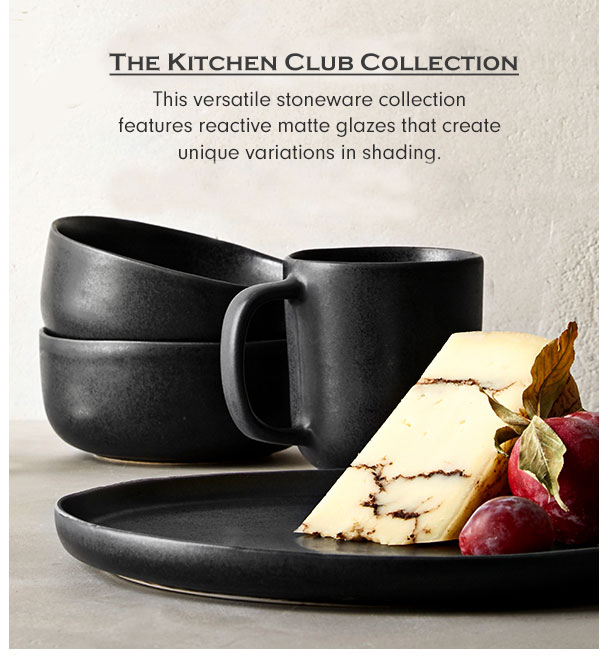 The Kitchen Club Collection
This versatile stoneware collection
features reactive matte glazes that create
unique variations in shading.